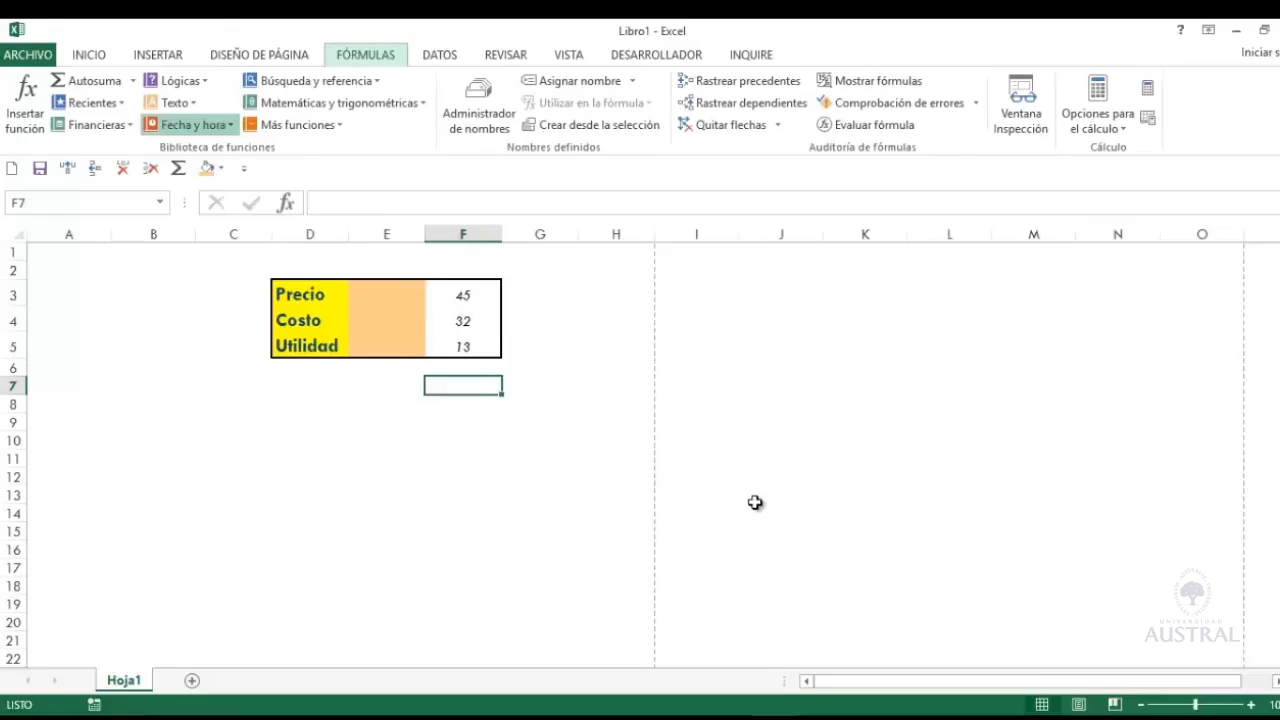 Libro1 - Excel
?
ARCHIVO INICIO INSERTAR DISEÑO DE PÁGINA FÓRMULAS DATOS REVISAR VISTA DESARROLLADOR INQUIRE Iniciar s
fx Insertar función
Autosuma Lógicas Búsqueda y referencia
Recientes Texto Matemáticas y trigonométricas
Financieras Fecha y hora Más funciones
Biblioteca de funciones
Administrador de nombres
Asignar nombre
Utilizar en la fórmula
Crear desde la selección
Nombres definidos
Rastrear precedentes Mostrar fórmulas
Rastrear dependientes Comprobación de errores
Quitar flechas Evaluar fórmula
Auditoría de fórmulas
Ventana Inspección
Opciones para el cálculo
Cálculo
F7 fx
A B C D E F G H I J K L M N O
1
2
3 Precio 45
4 Costo 32
5 Utilidad 13
6
7
8
9
10
11
12
13
14
15
16
17
18
19
20
21
22
UNIVERSIDAD
AUSTRAL
Hoja1
LISTO
10